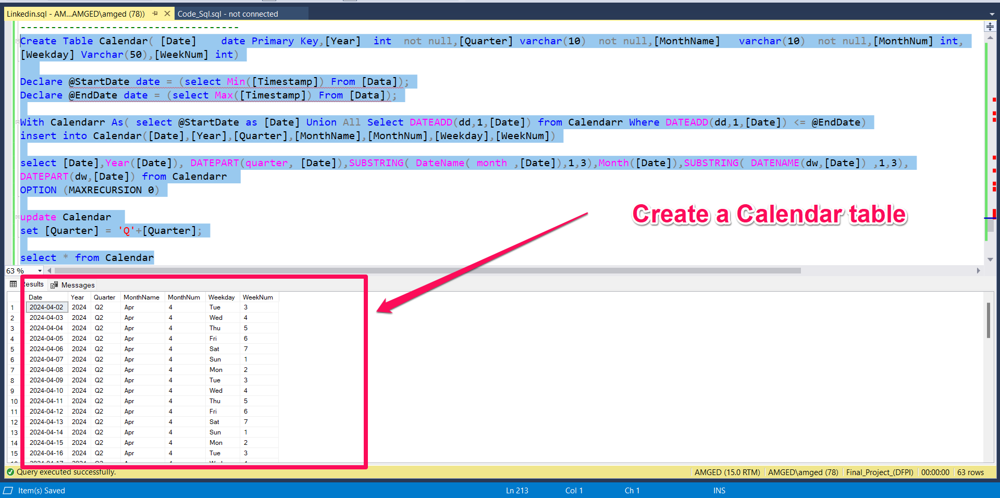 Linkedin.sql - AM...AMGED\amged (78))
Code_Sql.sql - not connected
------------------------------------
Create Table Calendar( [Date]    date Primary Key,[Year]  int  not null,[Quarter] varchar(10)  not null,[MonthName]   varchar(10)  not null,[MonthNum] int,
[Weekday] Varchar(50),[WeekNum] int)
Declare @StartDate date = (select Min([Timestamp]) From [Data]);
Declare @EndDate date = (select Max([Timestamp]) From [Data]);
With Calendarr As( select @StartDate as [Date] Union All Select DATEADD(dd,1,[Date]) from Calendarr Where DATEADD(dd,1,[Date]) <= @EndDate)
insert into Calendar([Date],[Year],[Quarter],[MonthName],[MonthNum],[Weekday],[WeekNum])
select [Date],Year([Date]), DATEPART(quarter, [Date]),SUBSTRING( DateName( month ,[Date]),1,3),Month([Date]),SUBSTRING( DATENAME(dw,[Date]) ,1,3),
DATEPART(dw,[Date]) from Calendarr
OPTION (MAXRECURSION 0)
update Calendar
set [Quarter] = 'Q'+[Quarter];
select * from Calendar
Create a Calendar table
63 %
esults Messages
Date Year Quarter MonthName MonthNum Weekday WeekNum
1 2024-04-02 2024 Q2 Apr 4 Tue 3
2 2024-04-03 2024 Q2 Apr 4 Wed 4
3 2024-04-04 2024 Q2 Apr 4 Thu 5
4 2024-04-05 2024 Q2 Apr 4 Fri 6
5 2024-04-06 2024 Q2 Apr 4 Sat 7
6 2024-04-07 2024 Q2 Apr 4 Sun 1
7 2024-04-08 2024 Q2 Apr 4 Mon 2
8 2024-04-09 2024 Q2 Apr 4 Tue 3
9 2024-04-10 2024 Q2 Apr 4 Wed 4
10 2024-04-11 2024 Q2 Apr 4 Thu 5
11 2024-04-12 2024 Q2 Apr 4 Fri 6
12 2024-04-13 2024 Q2 Apr 4 Sat 7
13 2024-04-14 2024 Q2 Apr 4 Sun 1
14 2024-04-15 2024 Q2 Apr 4 Mon 2
15 2024-04-16 2024 Q2 Apr 4 Tue 3
Query executed successfully.
AMGED (15.0 RTM) AMGED\amged (78) Final_Project_(DFPI) 00:00:00 63 rows
Item(s) Saved
Ln 213 Col 1 Ch 1 INS